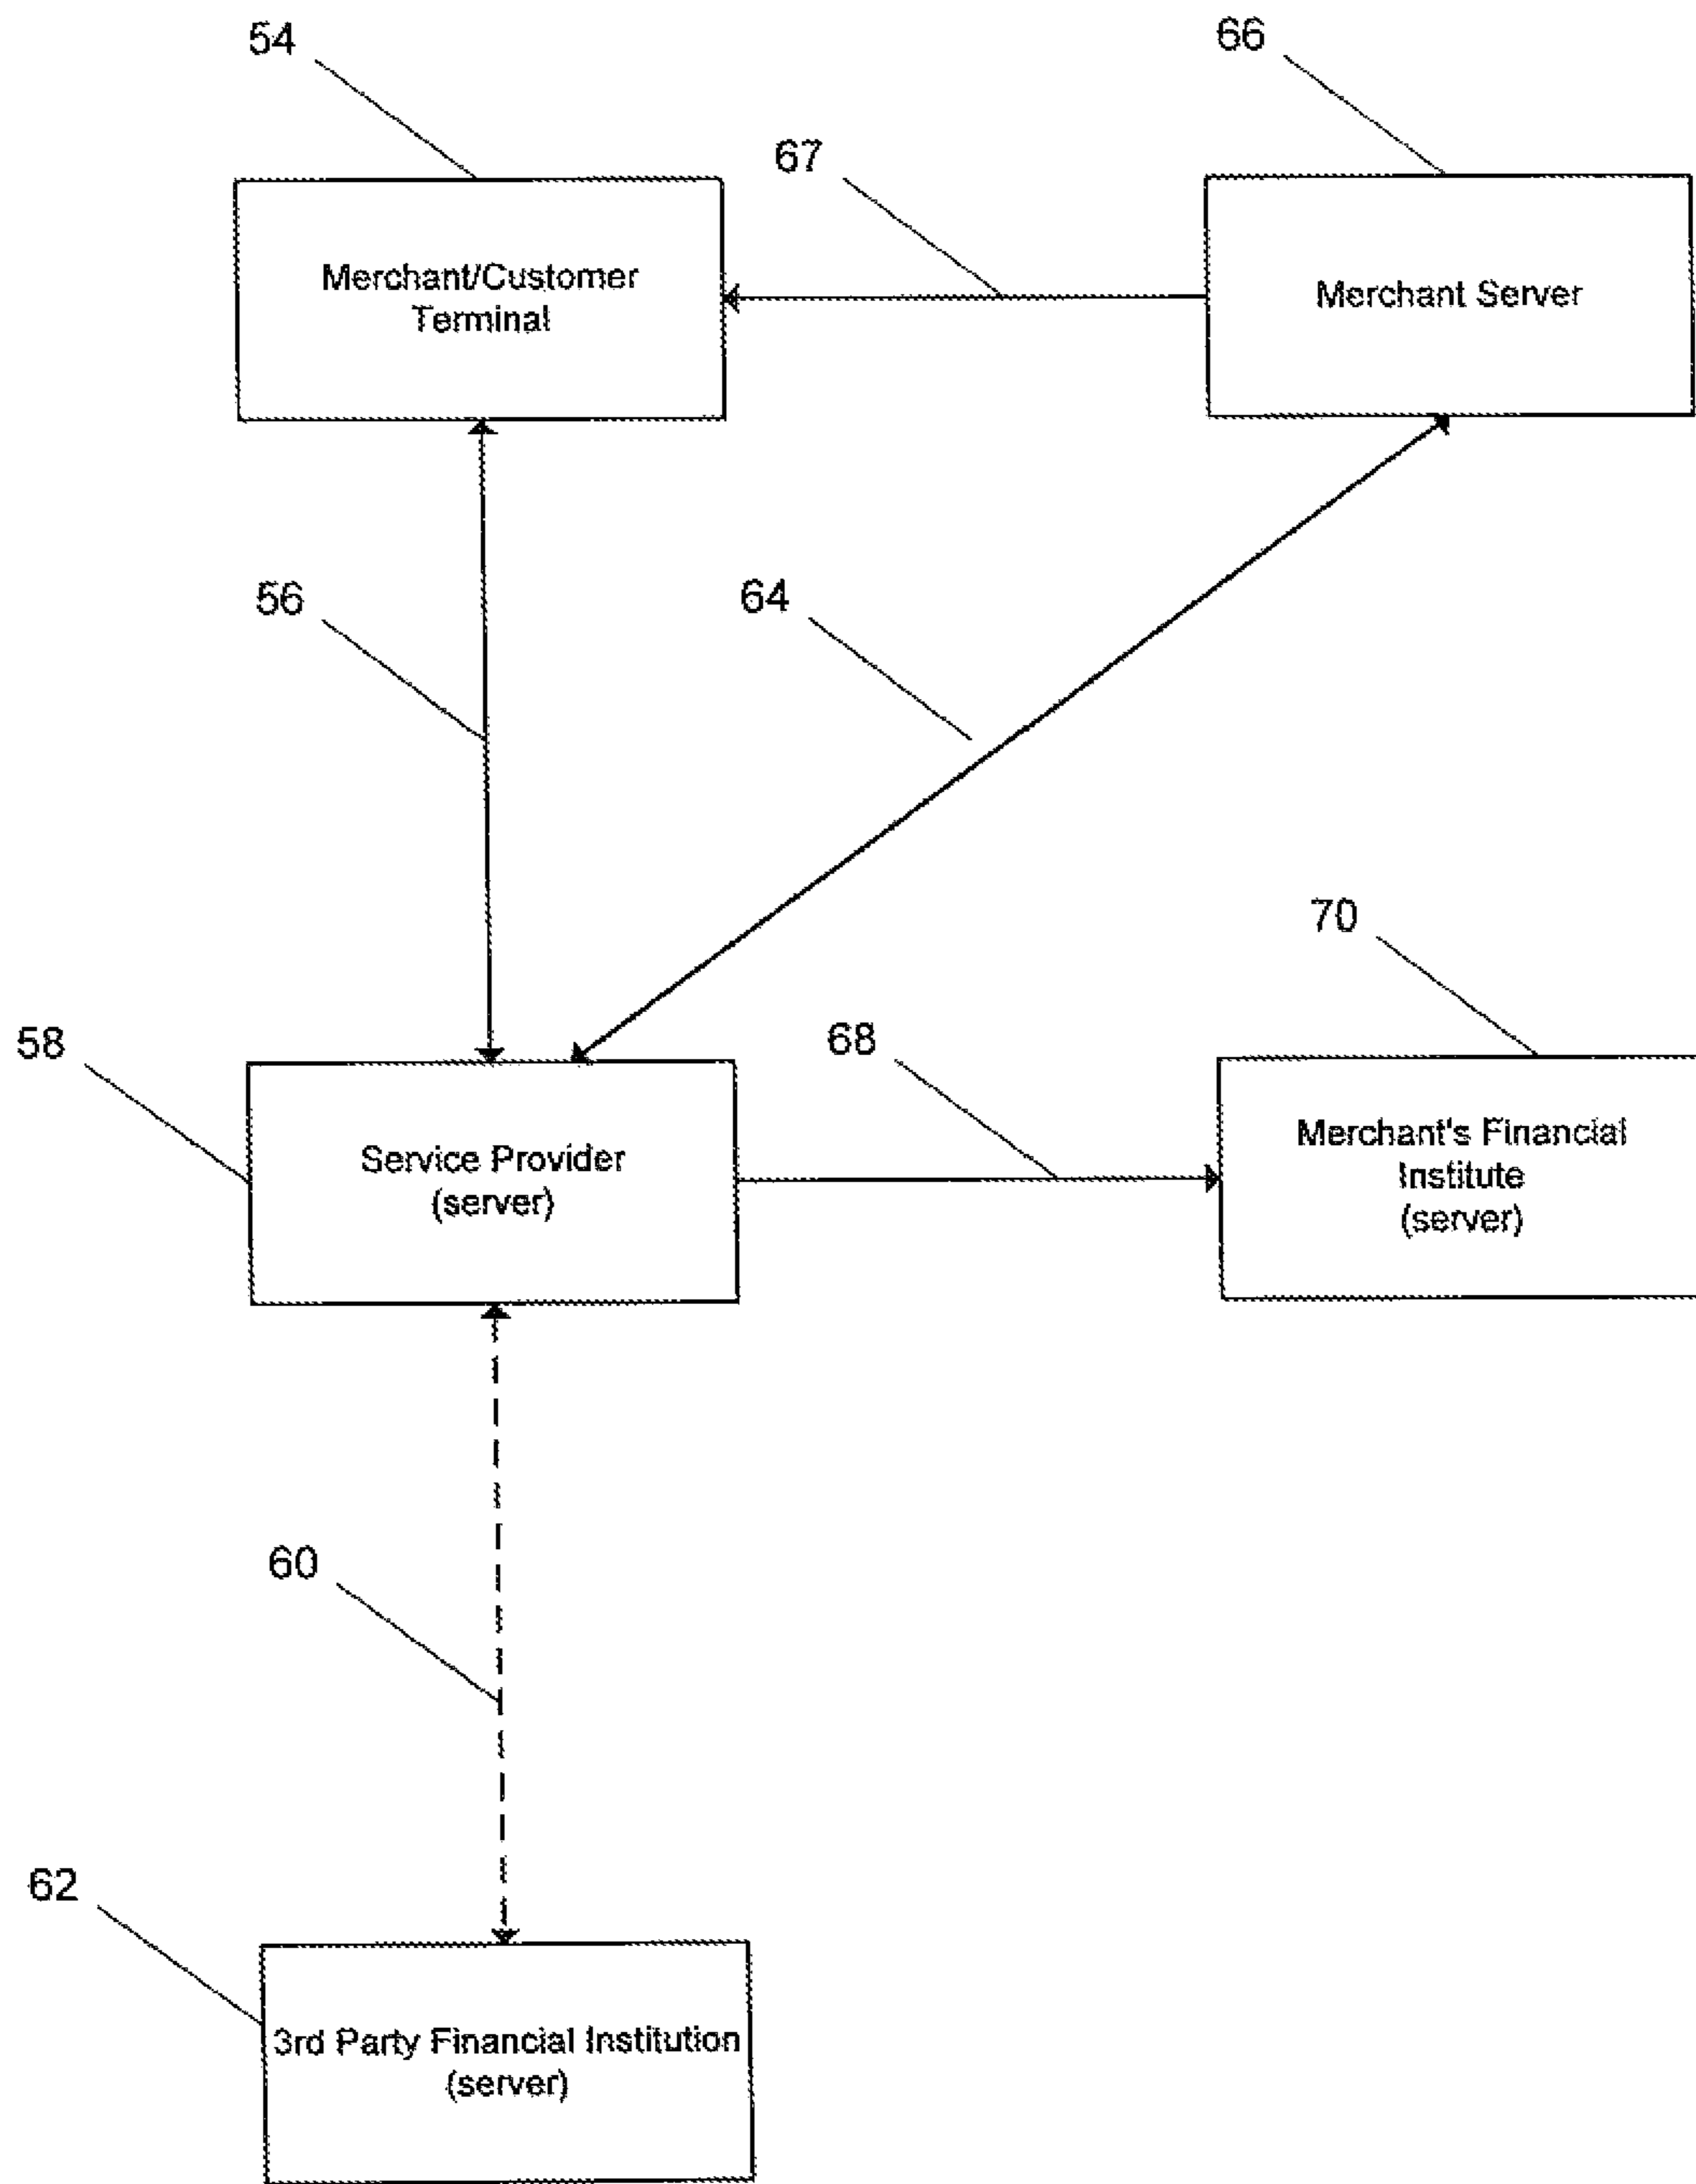 54
66
67
Merchant/Customer
Terminal
Merchant Server
56
64
70
58
68
Service Provider
(server)
Merchant's Financial
Institute
(server)
60
62
3rd Party Financial Institution
(server)